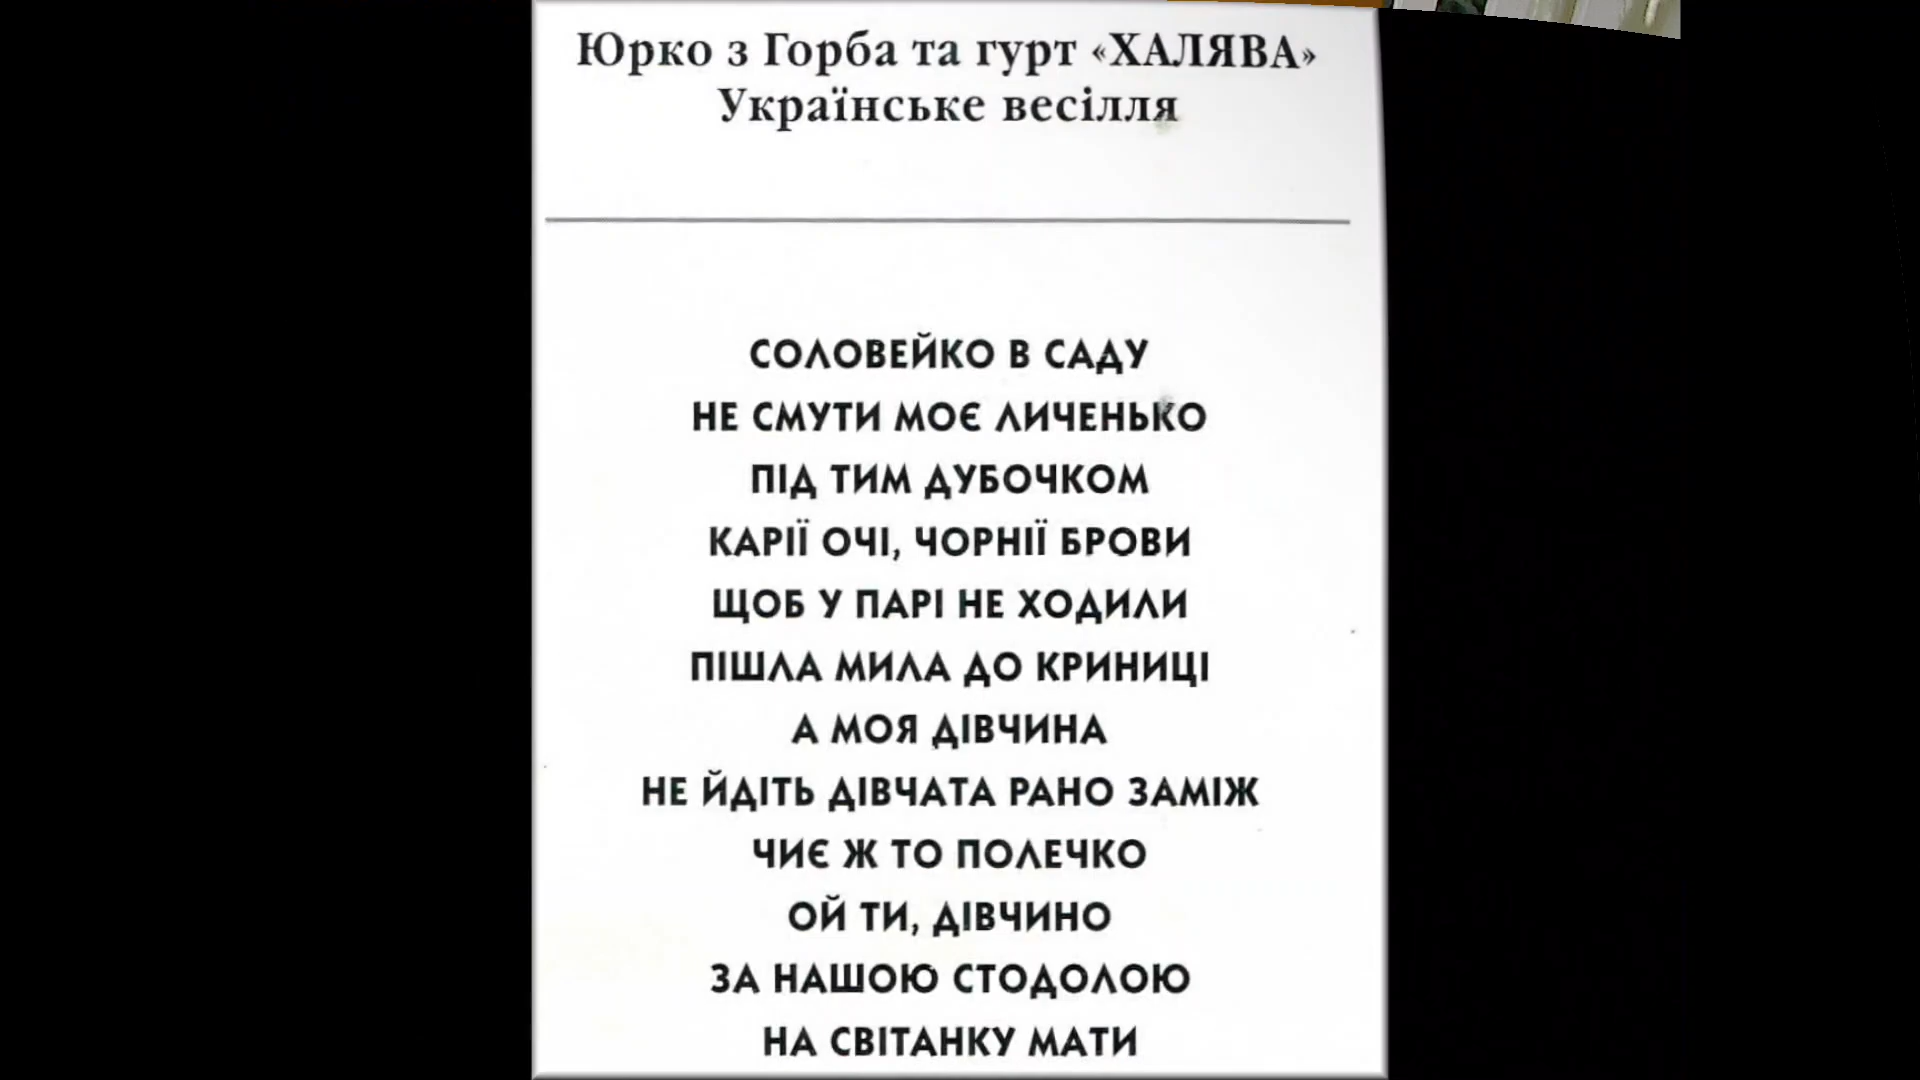 Юрко з Горба та гурт «ХАЛЯВА»
Українське весілля
СОЛОВЕЙКО В САДУ
НЕ СМУТИ МОЄ ЛИЧЕНЬКО
ПІД ТИМ ДУБОЧКОМ
КАРІЇ ОЧІ, ЧОРНІЇ БРОВИ
ЩОБ У ПАРІ НЕ ХОДИЛИ
ПІШЛА МИЛА ДО КРИНИЦІ
А МОЯ ДІВЧИНА
НЕ ЙДІТЬ ДІВЧАТА РАНО ЗАМІЖ
ЧИЄ Ж ТО ПОЛЕЧКО
ОЙ ТИ, ДІВЧИНО
ЗА НАШОЮ СТОДОЛОЮ
НА СВІТАНКУ МАТИ